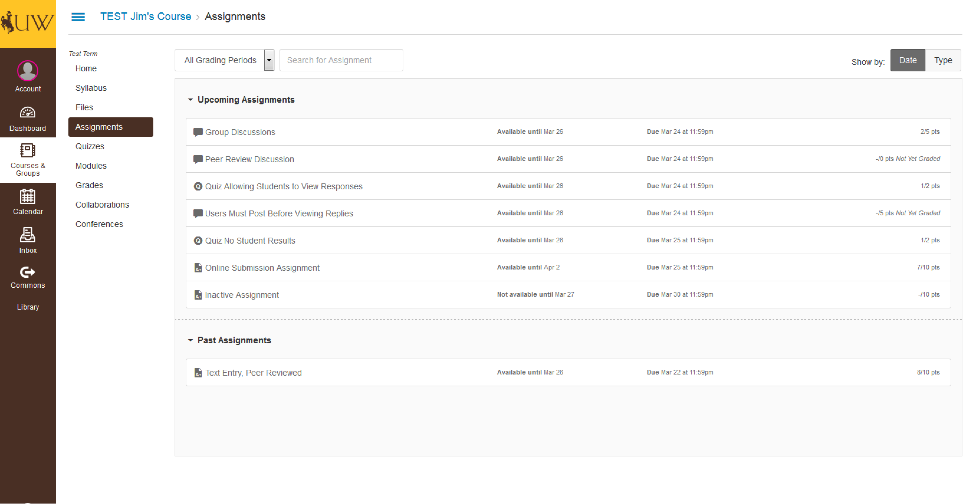 UW
TEST Jim's Course › Assignments
Account
Dashboard
Courses &
Groups
Calendar
Inbox
Commons
Library
Test Term
Home
Syllabus
Files
Assignments
Quizzes
Modules
Grades
Collaborations
Conferences
All Grading Periods
Search for Assignment
Show by: Date Type
Upcoming Assignments
Group Discussions Available until Mar 26 Due Mar 24 at 11:59pm 2/5 pts
Peer Review Discussion Available until Mar 26 Due Mar 24 at 11:59pm -/0 pts Not Yet Graded
Quiz Allowing Students to View Responses Available until Mar 26 Due Mar 24 at 11:59pm 1/2 pts
Users Must Post Before Viewing Replies Available until Mar 26 Due Mar 24 at 11:59pm -/5 pts Not Yet Graded
Quiz No Student Results Available until Mar 26 Due Mar 25 at 11:59pm 1/2 pts
Online Submission Assignment Available until Apr 2 Due Mar 25 at 11:59pm 7/10 pts
Inactive Assignment Not available until Mar 27 Due Mar 30 at 11:59pm -/10 pts
Past Assignments
Text Entry, Peer Reviewed Available until Mar 26 Due Mar 22 at 11:59pm 8/10 pts